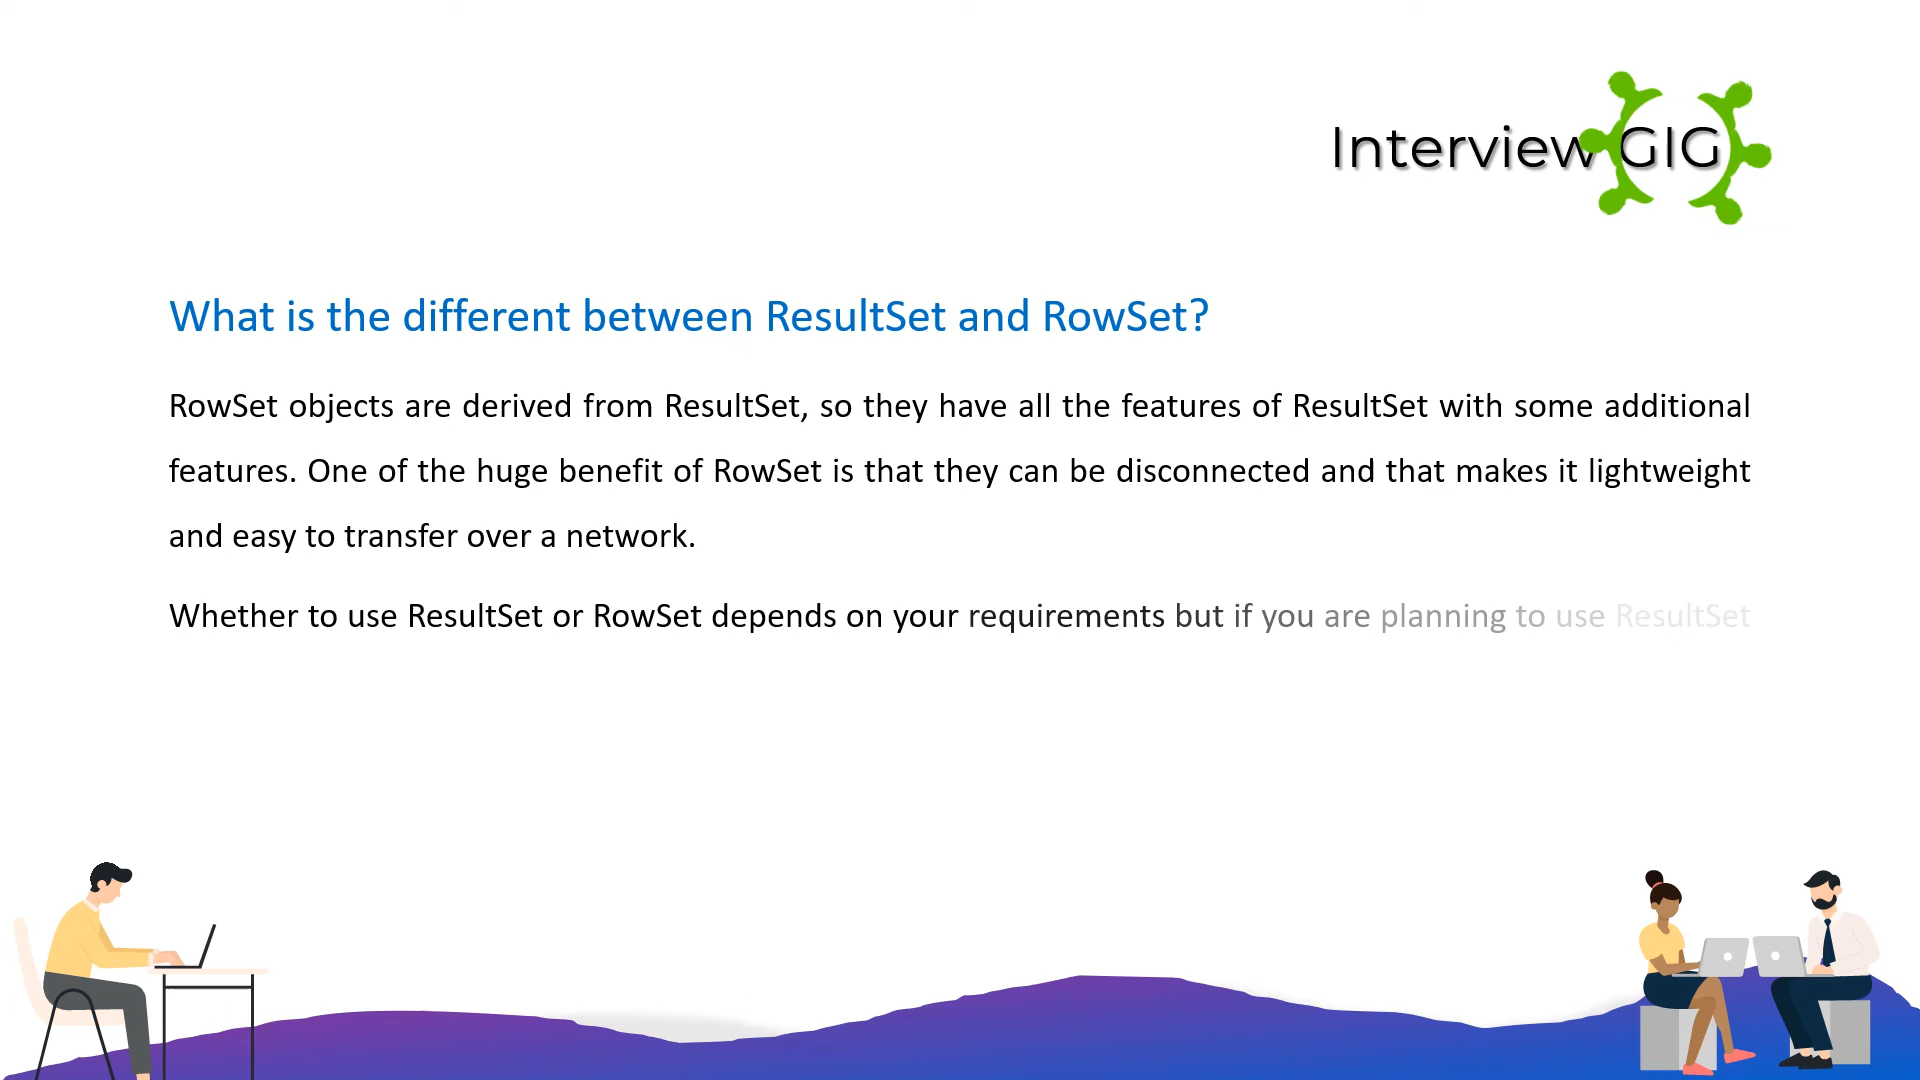 Interview GIG
What is the different between ResultSet and RowSet?
RowSet objects are derived from ResultSet, so they have all the features of ResultSet with some additional
features. One of the huge benefit of RowSet is that they can be disconnected and that makes it lightweight
and easy to transfer over a network.
Whether to use ResultSet or RowSet depends on your requirements but if you are planning to use ResultSet